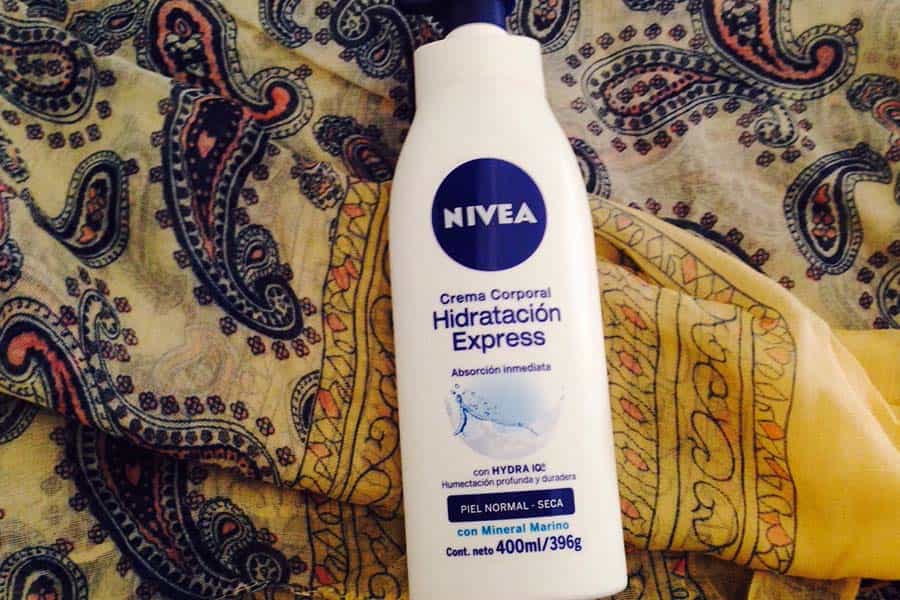 NIVEA
Crema Corporal
Hidratación
Express
Absorción inmediata
con HYDRA IQ
Humectación profunda y duradera
PIEL NORMAL - SECA
con Mineral Marino
Cont. neto 400ml/396g